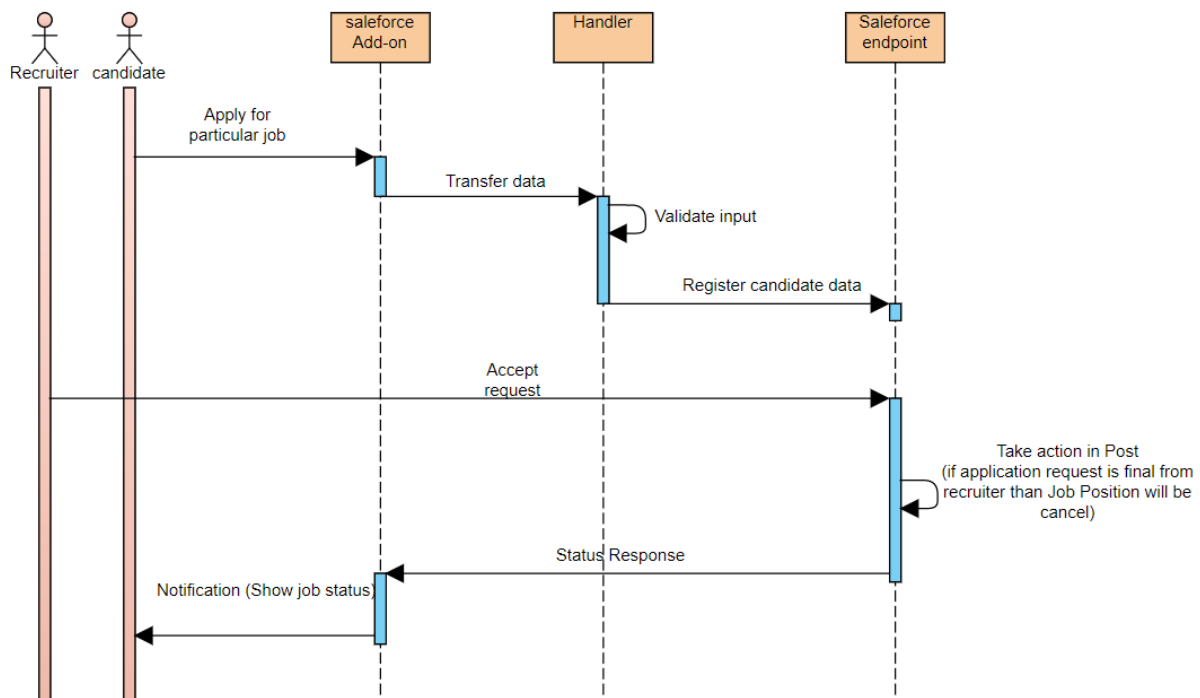 saleforce
Add-on
Handler
Saleforce
endpoint
Recruiter
candidate
Apply for
particular job
Transfer data
Validate input
Register candidate data
Accept
request
Take action in Post
(if application request is final from
recruiter than Job Position will be
cancel)
Status Response
Notification (Show job status)